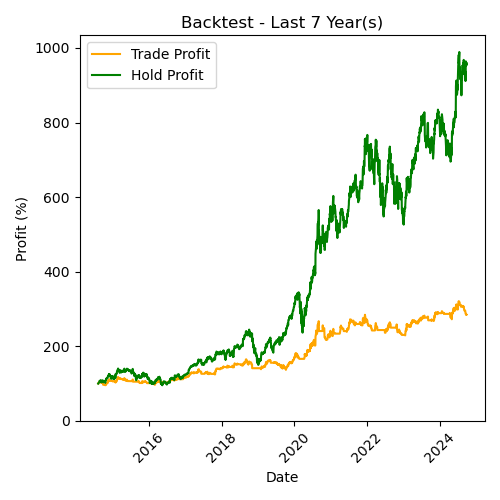 Backtest - Last 7 Year(s)
Trade Profit
Hold Profit
1000
800
600
400
200
0
Profit (%)
2016
2018
2020
2022
2024
Date